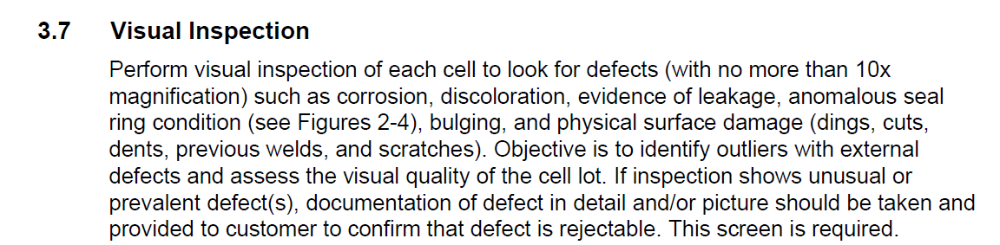 3.7 Visual Inspection
Perform visual inspection of each cell to look for defects (with no more than 10x
magnification) such as corrosion, discoloration, evidence of leakage, anomalous seal
ring condition (see Figures 2-4), bulging, and physical surface damage (dings, cuts,
dents, previous welds, and scratches). Objective is to identify outliers with external
defects and assess the visual quality of the cell lot. If inspection shows unusual or
prevalent defect(s), documentation of defect in detail and/or picture should be taken and
provided to customer to confirm that defect is rejectable. This screen is required.